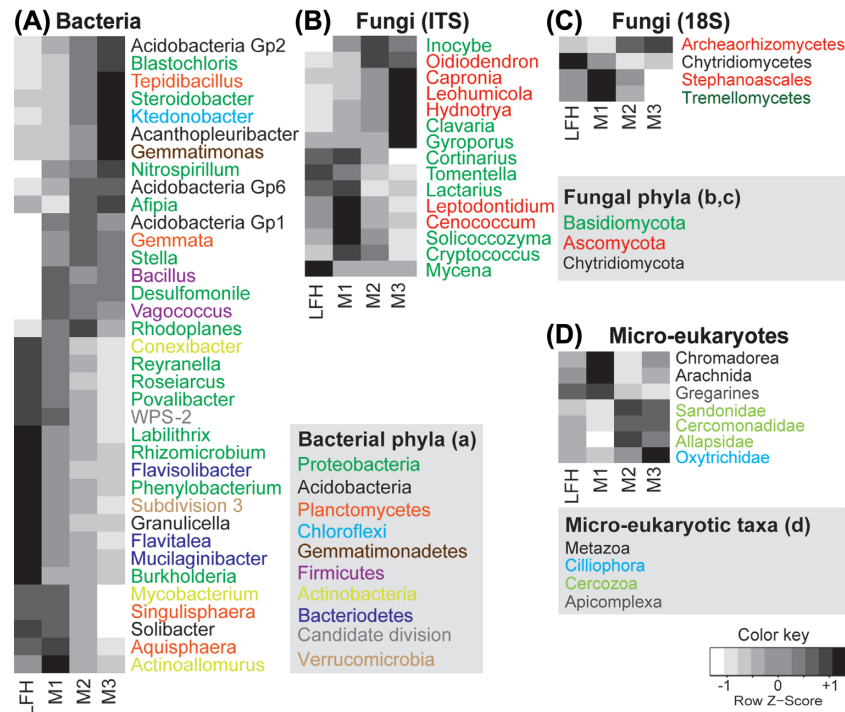 (A) Bacteria
Acidobacteria Gp2
Blastochloris
Tepidibacillus
Steroidobacter
Ktedonobacter
Acanthopleuribacter
Gemmatimonas
Nitrospirillum
Acidobacteria Gp6
Afipia
Acidobacteria Gp1
Gemmata
Stella
Bacillus
Desulfomonile
Vagococcus
Rhodoplanes
Conexibacter
Reyranella
Roseiarcus
Povalibacter
WPS-2
Labilithrix
Rhizomicrobium
Flavisolibacter
Phenylobacterium
Subdivision 3
Granulicella
Flavitalea
Mucilaginibacter
Burkholderia
Mycobacterium
Singulisphaera
Solibacter
Aquisphaera
Actinoallomurus
LFH M1 M2 M3
(B) Fungi (ITS)
Inocybe
Oidiodendron
Capronia
Leohumicola
Hydnotrya
Clavaria
Gyroporus
Cortinarius
Tomentella
Lactarius
Leptodontidium
Cenococcum
Solicoccozyma
Cryptococcus
Mycena
LFH M1 M2 M3
Bacterial phyla (a)
Proteobacteria
Acidobacteria
Planctomycetes
Chloroflexi
Gemmatimonadetes
Firmicutes
Actinobacteria
Bacteriodetes
Candidate division
Verrucomicrobia
(C) Fungi (18S)
Archeaorhizomycetes
Chytridiomycetes
Stephanoascales
Tremellomycetes
LFH M1 M2 M3
Fungal phyla (b,c)
Basidiomycota
Ascomycota
Chytridiomycota
(D) Micro-eukaryotes
Chromadorea
Arachnida
Gregarines
Sandonidae
Cercomonadidae
Allapsidae
Oxytrichidae
LFH M1 M2 M3
Micro-eukaryotic taxa (d)
Metazoa
Cilliophora
Cercozoa
Apicomplexa
Color key
-1 0 +1
Row Z-Score